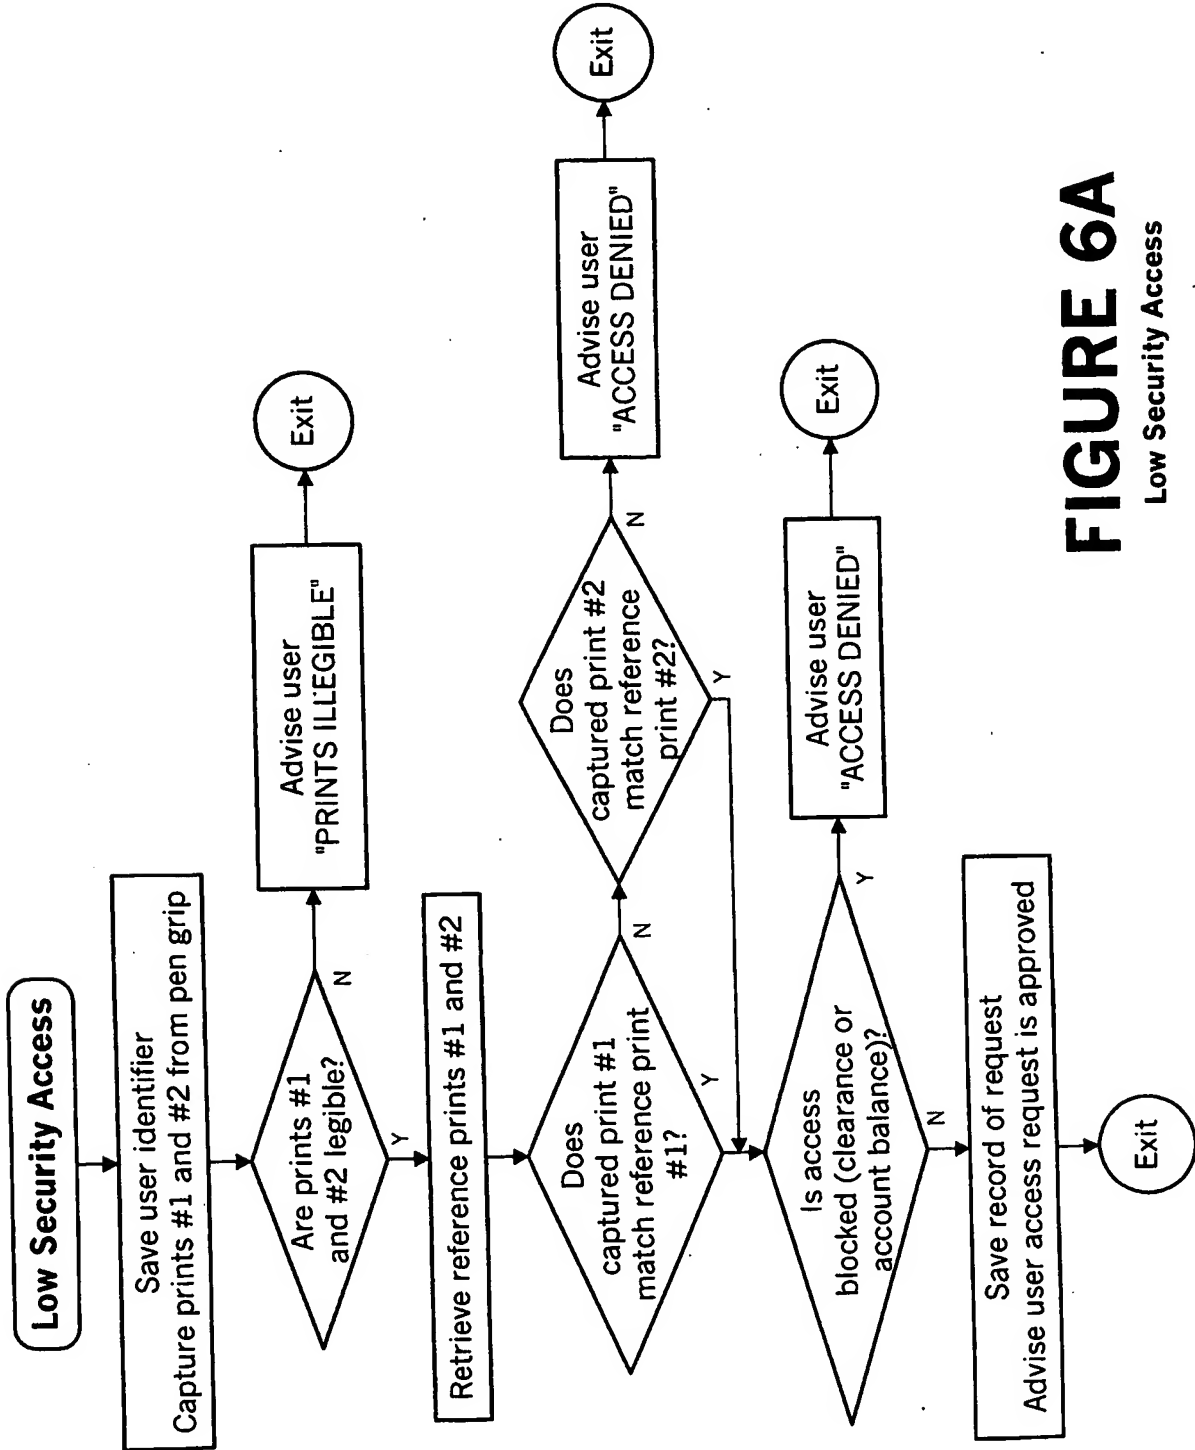 Low Security Access
Save user identifier
Capture prints #1 and #2 from pen grip
Are prints #1
and #2 legible?
N
Advise user
"PRINTS ILLEGIBLE"
Exit
Y
Retrieve reference prints #1 and #2
Does
captured print #1
match reference print
#1?
N
Does
captured print #2
match reference
print #2?
N
Advise user
"ACCESS DENIED"
Exit
Y
Y
Is access
blocked (clearance or
account balance)?
Y
Advise user
"ACCESS DENIED"
Exit
N
Save record of request
Advise user access request is approved
Exit
FIGURE 6A
Low Security Access